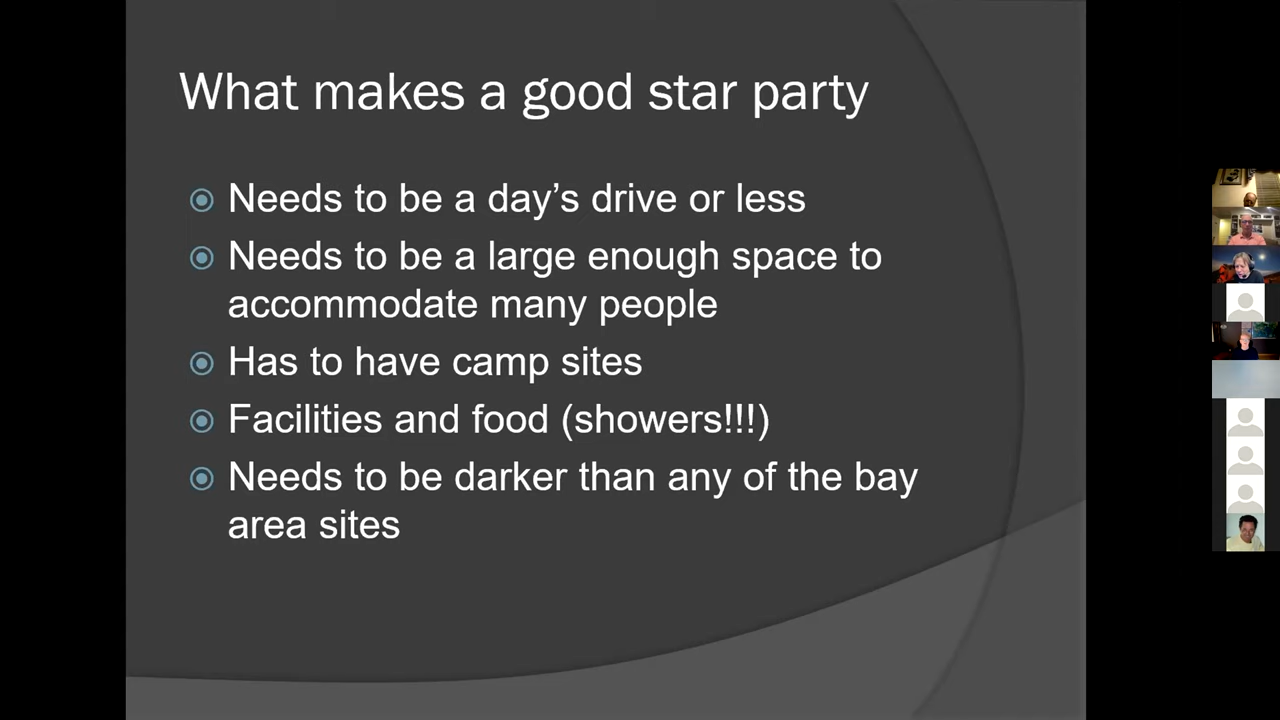 What makes a good star party
Needs to be a day’s drive or less
Needs to be a large enough space to
accommodate many people
Has to have camp sites
Facilities and food (showers!!!)
Needs to be darker than any of the bay
area sites